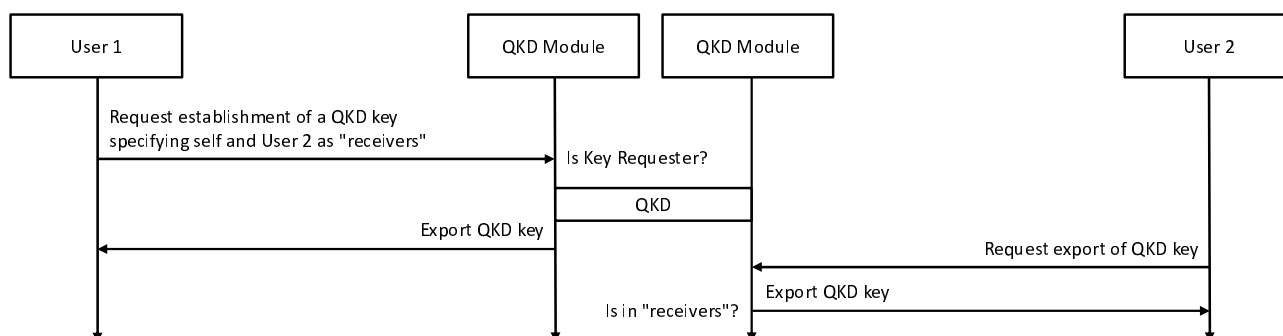 User 1
QKD Module
QKD Module
User 2
Request establishment of a QKD key
specifying self and User 2 as "receivers"
Is Key Requester?
QKD
Export QKD key
Request export of QKD key
Is in "receivers"?
Export QKD key